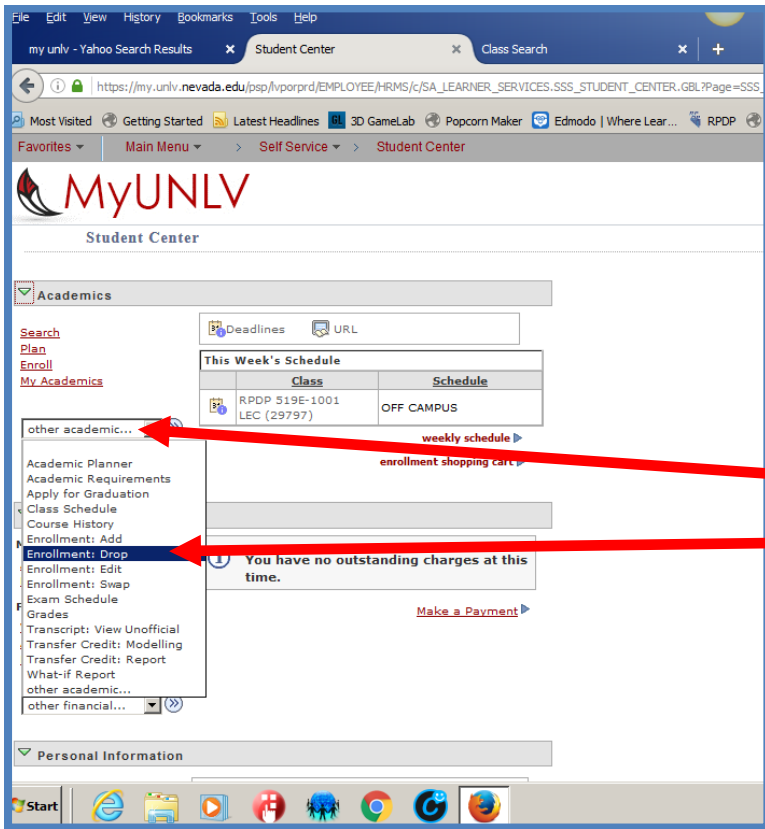 File Edit View History Bookmarks Tools Help
my unlv - Yahoo Search Results × Student Center × Class Search × +
https://my.unlv.nevada.edu/psp/lvporprd/EMPLOYEE/HRMS/c/SA_LEARNER_SERVICES.SSS_STUDENT_CENTER.GBL?Page=SSS_
Most Visited Getting Started Latest Headlines GL 3D GameLab Popcorn Maker Edmodo | Where Lear... RPDP
Favorites Main Menu > Self Service > Student Center
MyUNLV
Student Center
Academics
Search
Plan
Enroll
My Academics
Deadlines URL
This Week's Schedule
Class Schedule
RPDP 519E-1001
LEC (29797)
OFF CAMPUS
weekly schedule
enrollment shopping cart
other academic...
Academic Planner
Academic Requirements
Apply for Graduation
Class Schedule
Course History
Enrollment: Add
Enrollment: Drop
Enrollment: Edit
Enrollment: Swap
Exam Schedule
Grades
Transcript: View Unofficial
Transfer Credit: Modelling
Transfer Credit: Report
What-if Report
other academic...
You have no outstanding charges at this
time.
Make a Payment
other financial...
Personal Information
Start